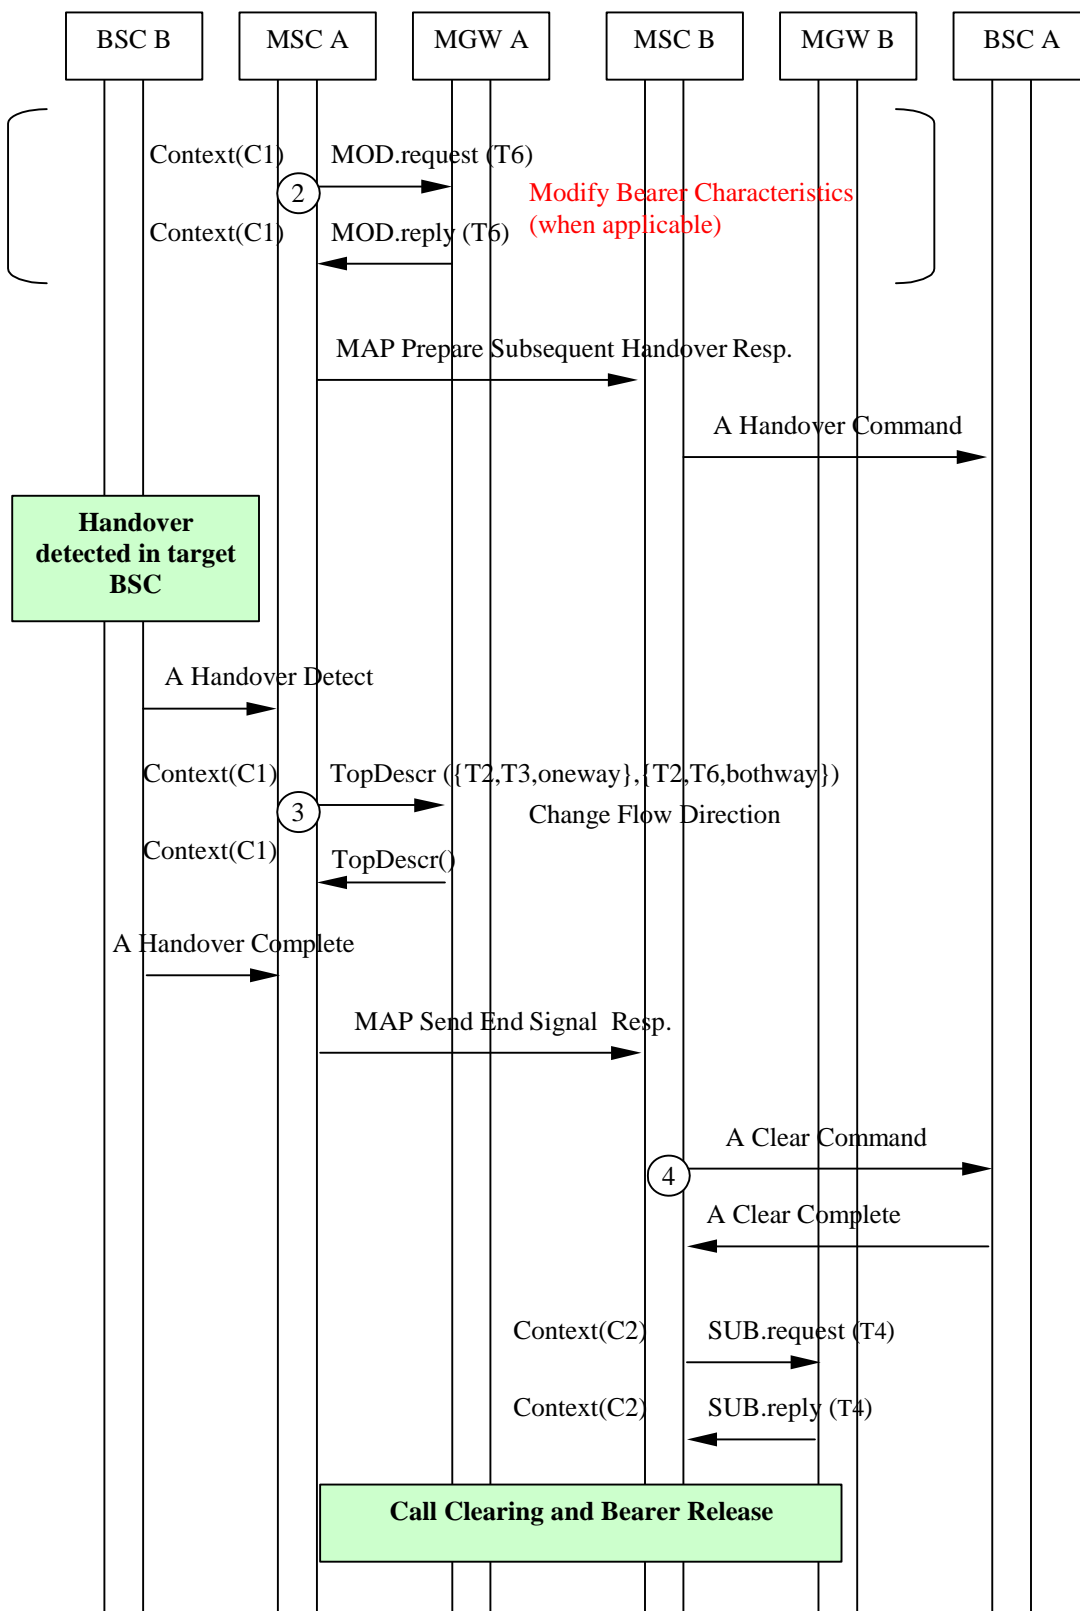 BSC B MSC A MGW A MSC B MGW B BSC A
Context(C1) MOD.request (T6)
2
Modify Bearer Characteristics
(when applicable)
Context(C1) MOD.reply (T6)
MAP Prepare Subsequent Handover Resp.
A Handover Command
Handover
detected in target
BSC
A Handover Detect
Context(C1) TopDescr ({T2,T3,oneway},{T2,T6,bothway})
3
Change Flow Direction
Context(C1) TopDescr()
A Handover Complete
MAP Send End Signal Resp.
A Clear Command
4
A Clear Complete
Context(C2) SUB.request (T4)
Context(C2) SUB.reply (T4)
Call Clearing and Bearer Release